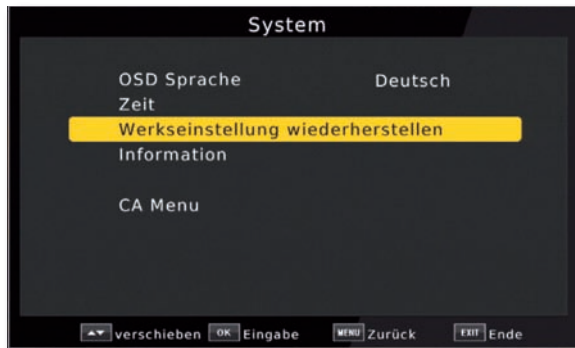 System
OSD Sprache Deutsch
Zeit
Werkseinstellung wiederherstellen
Information
CA Menu
verschieben OK Eingabe MENU Zurück EXIT Ende